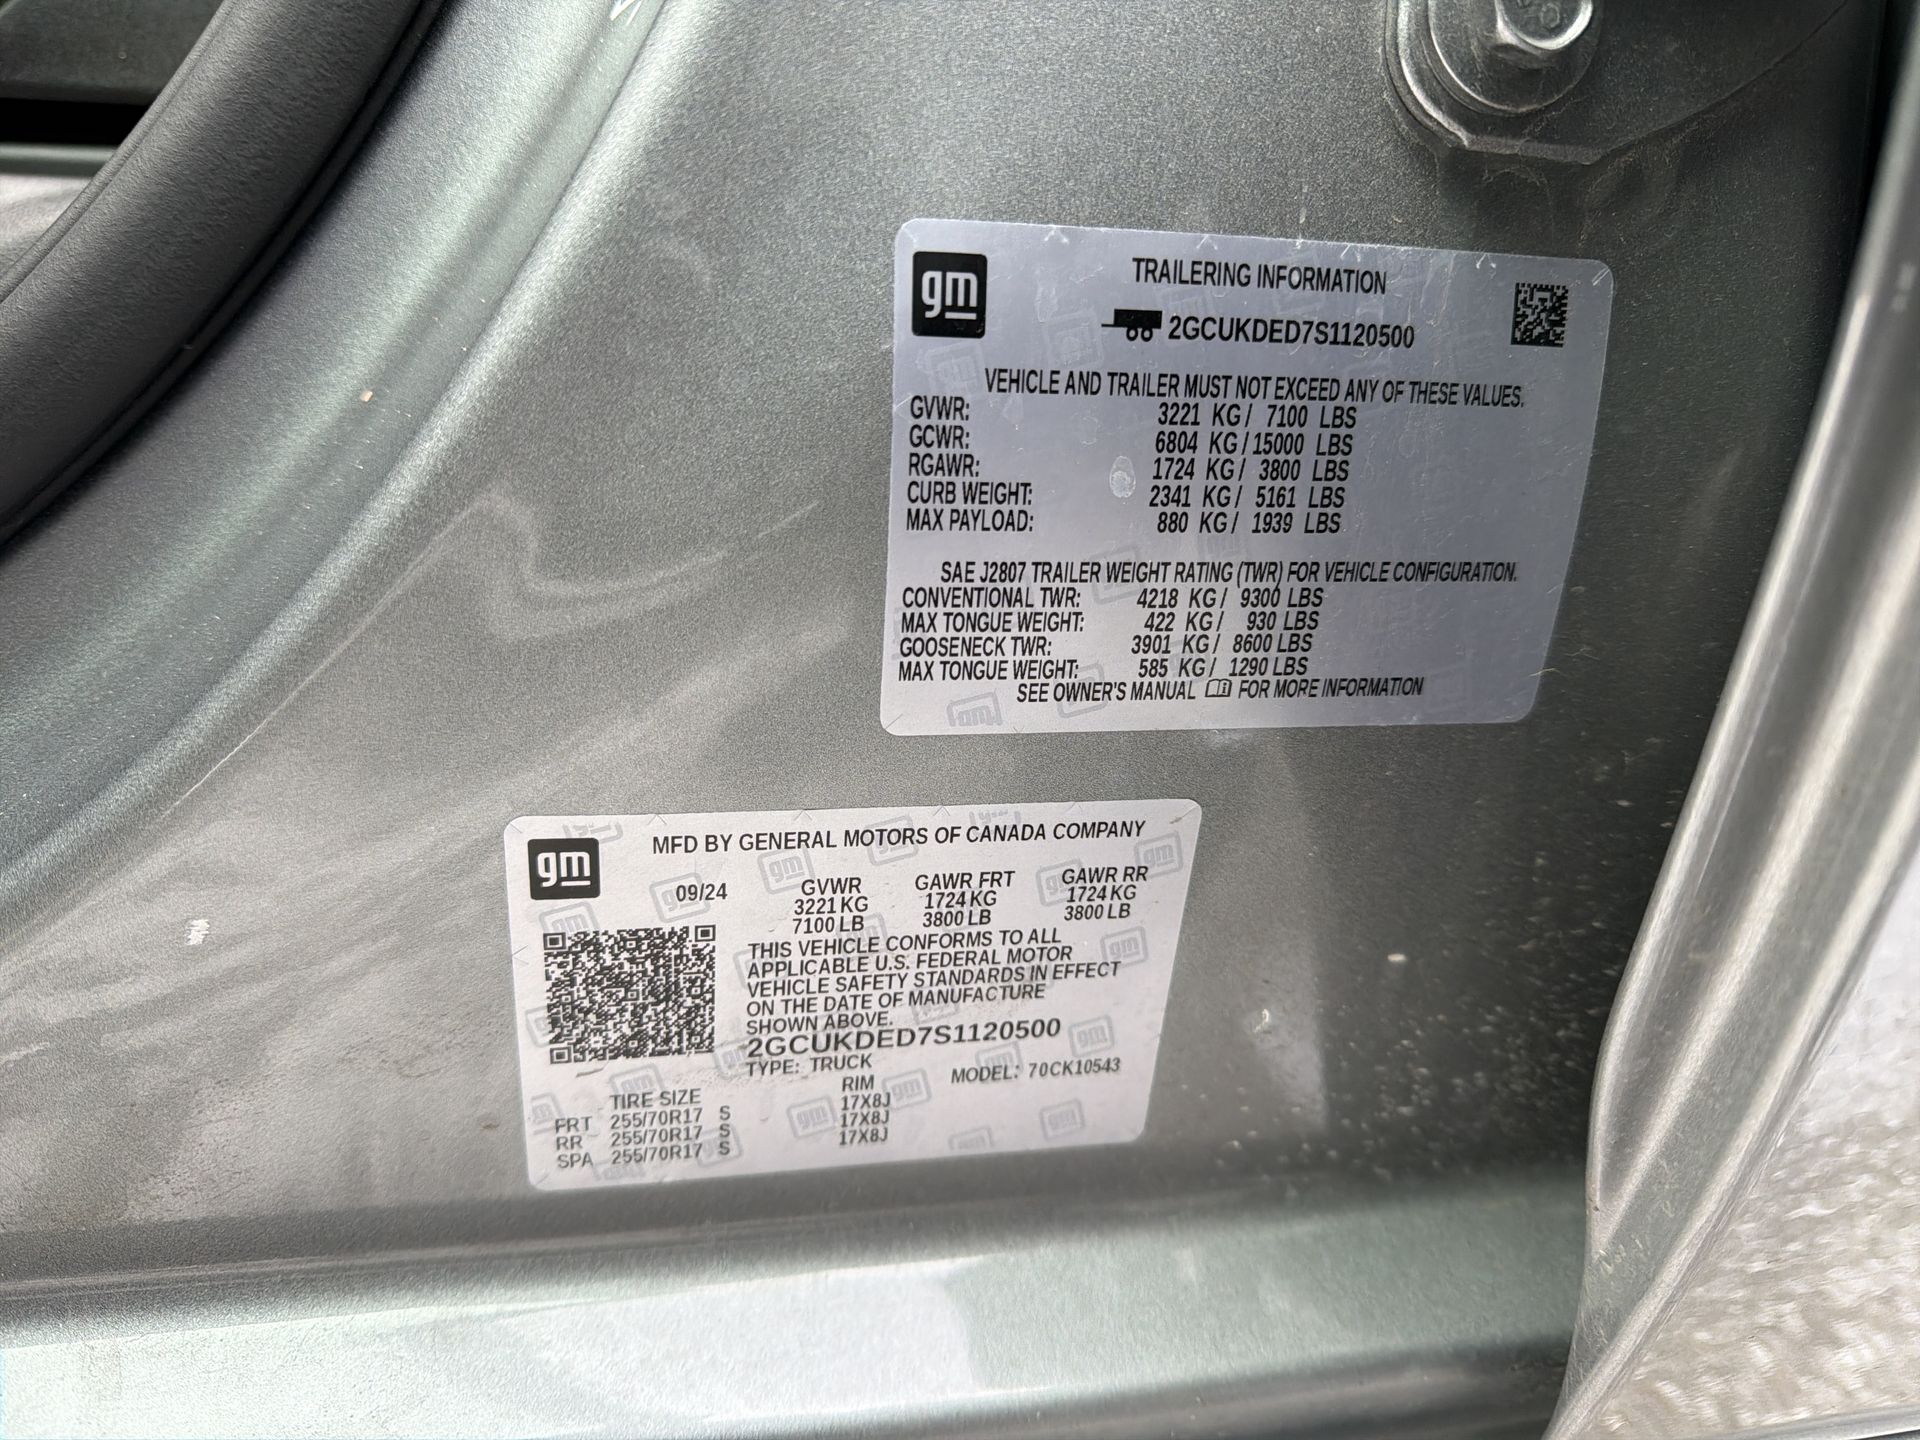 gm
TRAILERING INFORMATION
2GCUKDED7S1120500
VEHICLE AND TRAILER MUST NOT EXCEED ANY OF THESE VALUES.
GVWR: 3221 KG/ 7100 LBS
GCWR: 6804 KG/15000 LBS
RGAWR: 1724 KG/ 3800 LBS
CURB WEIGHT: 2341 KG/ 5161 LBS
MAX PAYLOAD: 880 KG/ 1939 LBS
SAE J2807 TRAILER WEIGHT RATING (TWR) FOR VEHICLE CONFIGURATION.
CONVENTIONAL TWR: 4218 KG/ 9300 LBS
MAX TONGUE WEIGHT: 422 KG/ 930 LBS
GOOSENECK TWR: 3901 KG/ 8600 LBS
MAX TONGUE WEIGHT: 585 KG/ 1290 LBS
SEE OWNER'S MANUAL FOR MORE INFORMATION
gm
MFD BY GENERAL MOTORS OF CANADA COMPANY
09/24 GVWR GAWR FRT GAWR RR
3221 KG 1724 KG 1724 KG
7100 LB 3800 LB 3800 LB
THIS VEHICLE CONFORMS TO ALL
APPLICABLE U.S. FEDERAL MOTOR
VEHICLE SAFETY STANDARDS IN EFFECT
ON THE DATE OF MANUFACTURE
SHOWN ABOVE.
2GCUKDED7S1120500
TYPE: TRUCK MODEL: 70CK10543
TIRE SIZE RIM
FRT 255/70R17 S 17X8J
RR 255/70R17 S 17X8J
SPA 255/70R17 S 17X8J